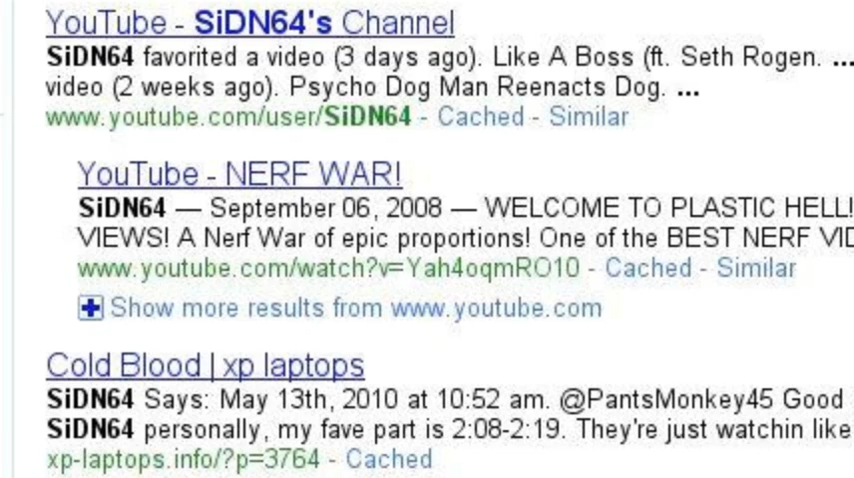 YouTube - SiDN64's Channel
SiDN64 favorited a video (3 days ago). Like A Boss (ft. Seth Rogen. ...
video (2 weeks ago). Psycho Dog Man Reenacts Dog. ...
www.youtube.com/user/SiDN64 - Cached - Similar
YouTube - NERF WAR!
SiDN64 — September 06, 2008 — WELCOME TO PLASTIC HELL!
VIEWS! A Nerf War of epic proportions! One of the BEST NERF VID
www.youtube.com/watch?v=Yah4oqmRO10 - Cached - Similar
Show more results from www.youtube.com
Cold Blood | xp laptops
SiDN64 Says: May 13th, 2010 at 10:52 am. @PantsMonkey45 Good
SiDN64 personally, my fave part is 2:08-2:19. They're just watchin like
xp-laptops.info/?p=3764 - Cached